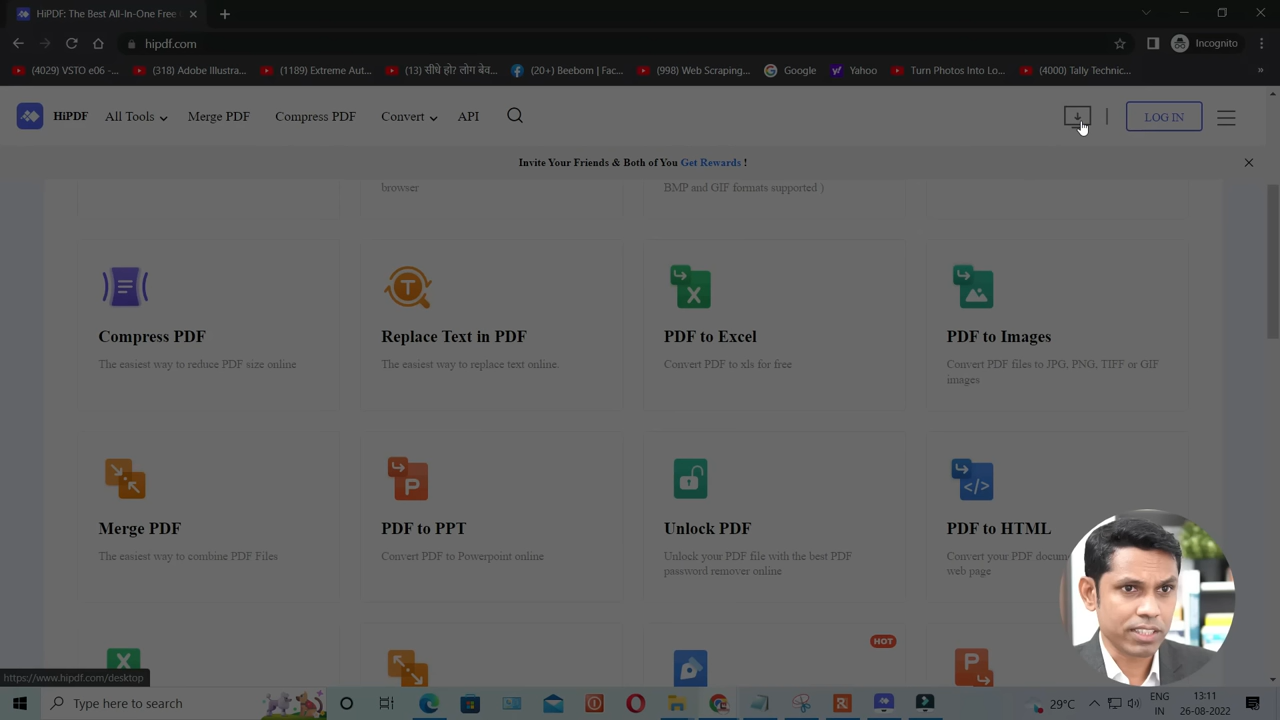 HiPDF: The Best All-In-One Free
hipdf.com
Incognito
(4029) VSTO e06 -...
(318) Adobe Illustra...
(1189) Extreme Aut...
(13) सीधे हो? लोग बेव...
(20+) Beebom | Fac...
(998) Web Scraping...
Google
Yahoo
Turn Photos Into Lo...
(4000) Tally Technic...
»
HiPDF
All Tools
Merge PDF
Compress PDF
Convert
API
LOG IN
Invite Your Friends & Both of You Get Rewards !
browser
BMP and GIF formats supported )
Compress PDF
The easiest way to reduce PDF size online
Replace Text in PDF
The easiest way to replace text online.
PDF to Excel
Convert PDF to xls for free
PDF to Images
Convert PDF files to JPG, PNG, TIFF or GIF
images
Merge PDF
The easiest way to combine PDF Files
PDF to PPT
Convert PDF to Powerpoint online
Unlock PDF
Unlock your PDF file with the best PDF
password remover online
PDF to HTML
Convert your PDF docum
web page
HOT
https://www.hipdf.com/desktop
Type here to search
29°C
ENG
IN
13:11
26-08-2022